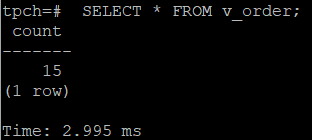 tpch=#  SELECT * FROM v_order;
 count
-------
    15
(1 row)
Time: 2.995 ms